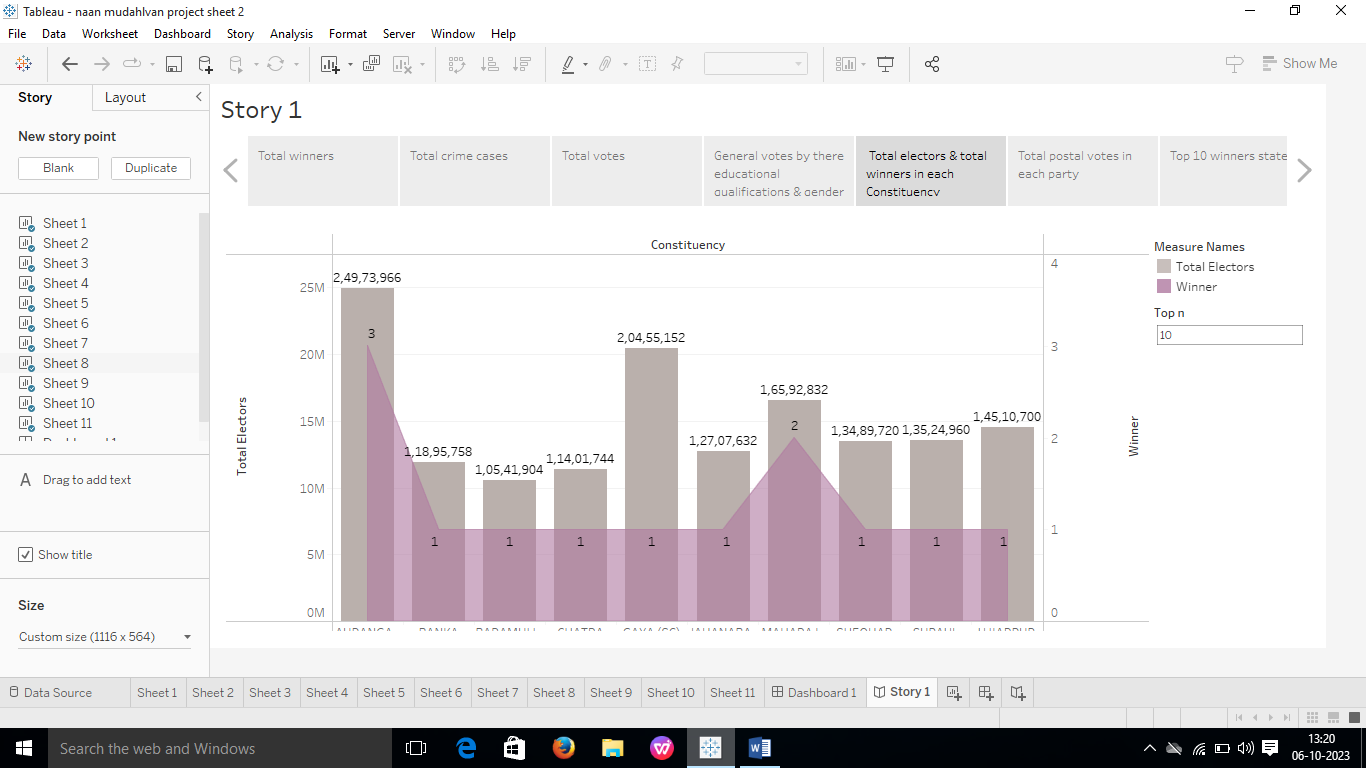 Tableau - naan mudahlvan project sheet 2
File Data Worksheet Dashboard Story Analysis Format Server Window Help
Show Me
Story Layout
New story point
Blank Duplicate
Sheet 1
Sheet 2
Sheet 3
Sheet 4
Sheet 5
Sheet 6
Sheet 7
Sheet 8
Sheet 9
Sheet 10
Sheet 11
Drag to add text
Show title
Size
Custom size (1116 x 564)
Story 1
Total winners
Total crime cases
Total votes
General votes by there
educational
qualifications & gender
Total electors & total
winners in each
Constituency
Total postal votes in
each party
Top 10 winners state
Constituency
Total Electors
25M
20M
15M
10M
5M
0M
2,49,73,966
1,18,95,758
1,05,41,904
1,14,01,744
2,04,55,152
1,27,07,632
1,65,92,832
1,34,89,720
1,35,24,960
1,45,10,700
3
1
1
1
1
1
2
1
1
1
4
3
2
1
0
Winner
Measure Names
Total Electors
Winner
Top n
10
Data Source Sheet 1 Sheet 2 Sheet 3 Sheet 4 Sheet 5 Sheet 6 Sheet 7 Sheet 8 Sheet 9 Sheet 10 Sheet 11 Dashboard 1 Story 1
Search the web and Windows
13:20
06-10-2023